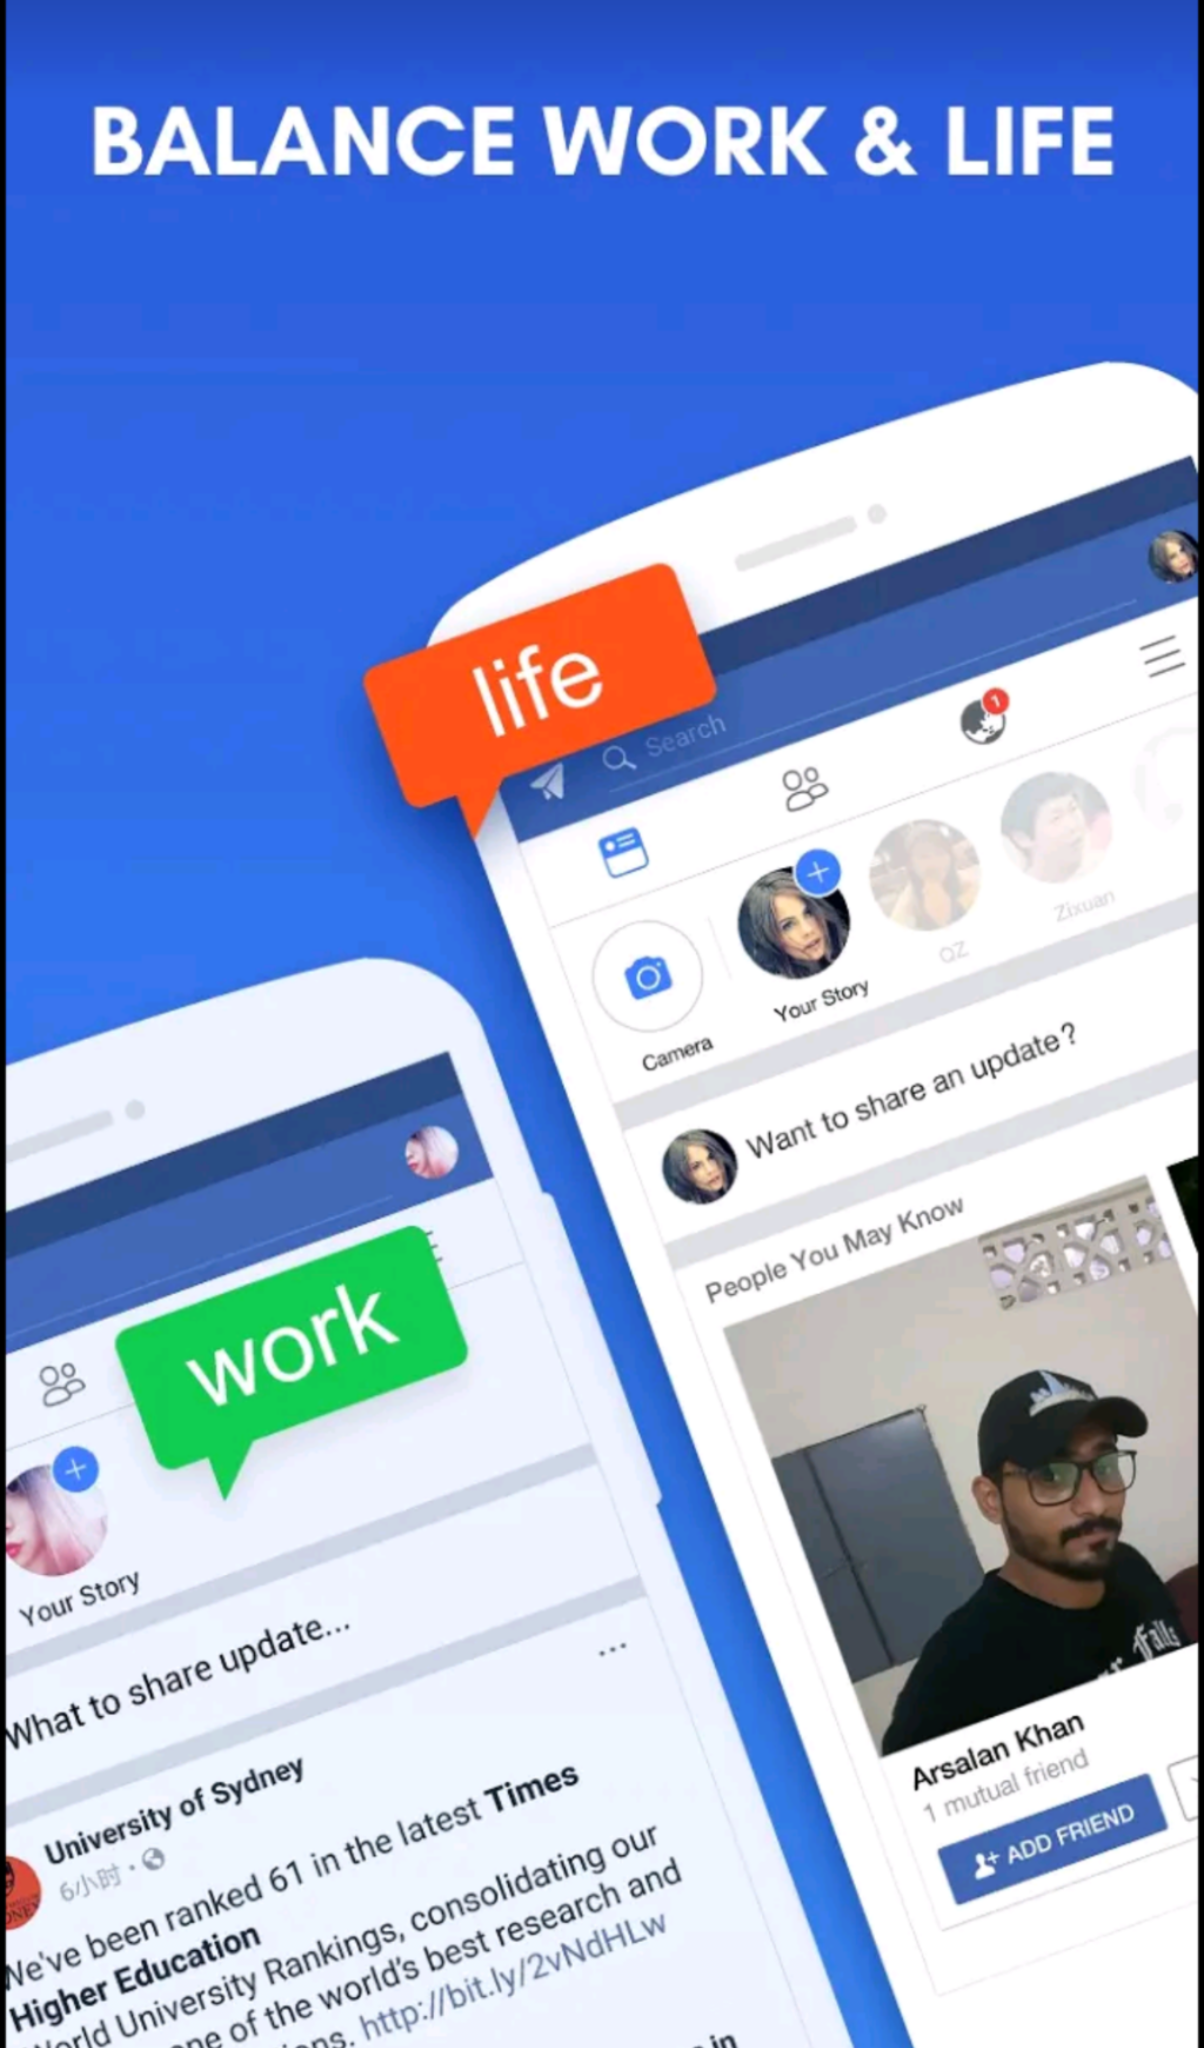 BALANCE WORK & LIFE
life
Search
1
Camera
Your Story
QZ
Zixuan
Want to share an update?
People You May Know
Arsalan Khan
1 mutual friend
ADD FRIEND
work
Your Story
What to share update...
University of Sydney
6小时
We've been ranked 61 in the latest Times
Higher Education
World University Rankings, consolidating our
one of the world's best research and
http://bit.ly/2vNdHLw
in